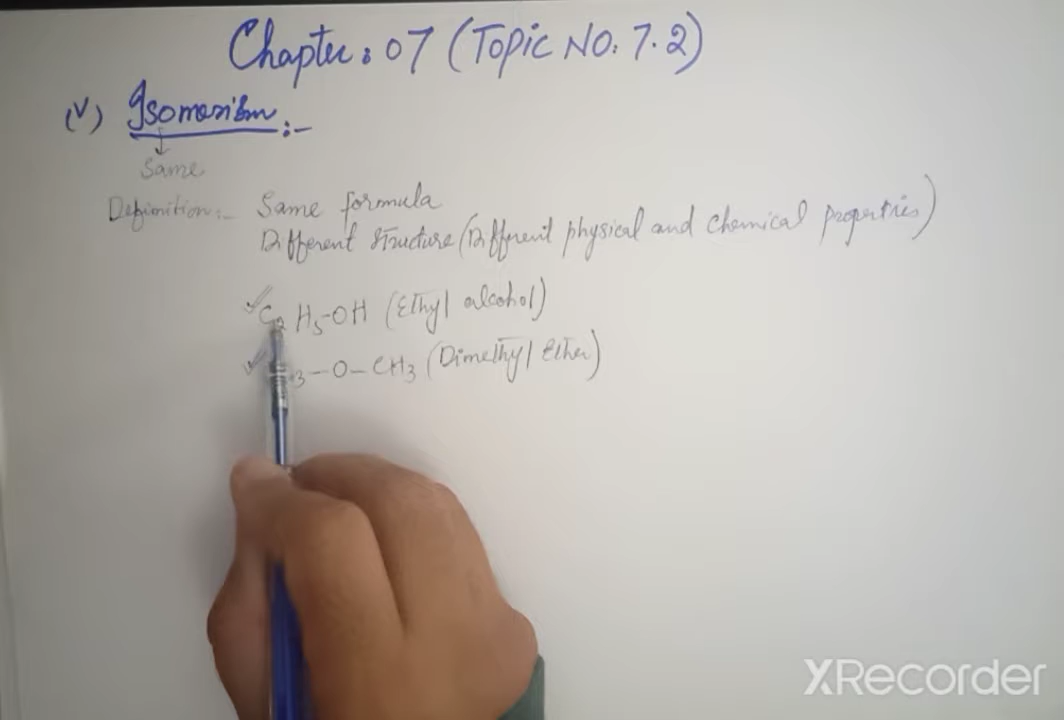 Chapter: 07 (Topic NO: 7.2)
(V) Isomerism :-
Same
Definition:- Same formula
Different structure (Different physical and chemical properties)
C2 H5-OH (Ethyl alcohol)
3-O-CH3 (Dimethyl Ether)
XRecorder